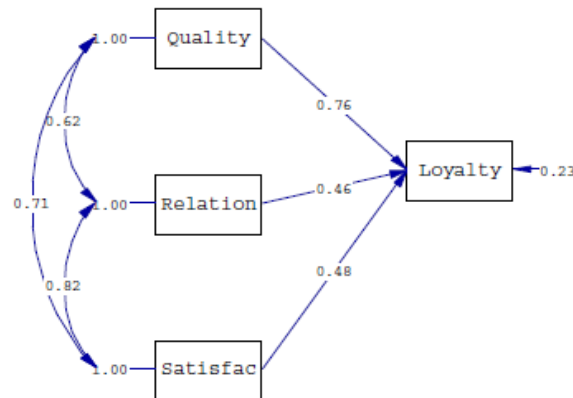 1.00 Quality
0.76
0.62
Loyalty 0.23
0.46
0.71 1.00 Relation
0.48
0.82
1.00 Satisfac